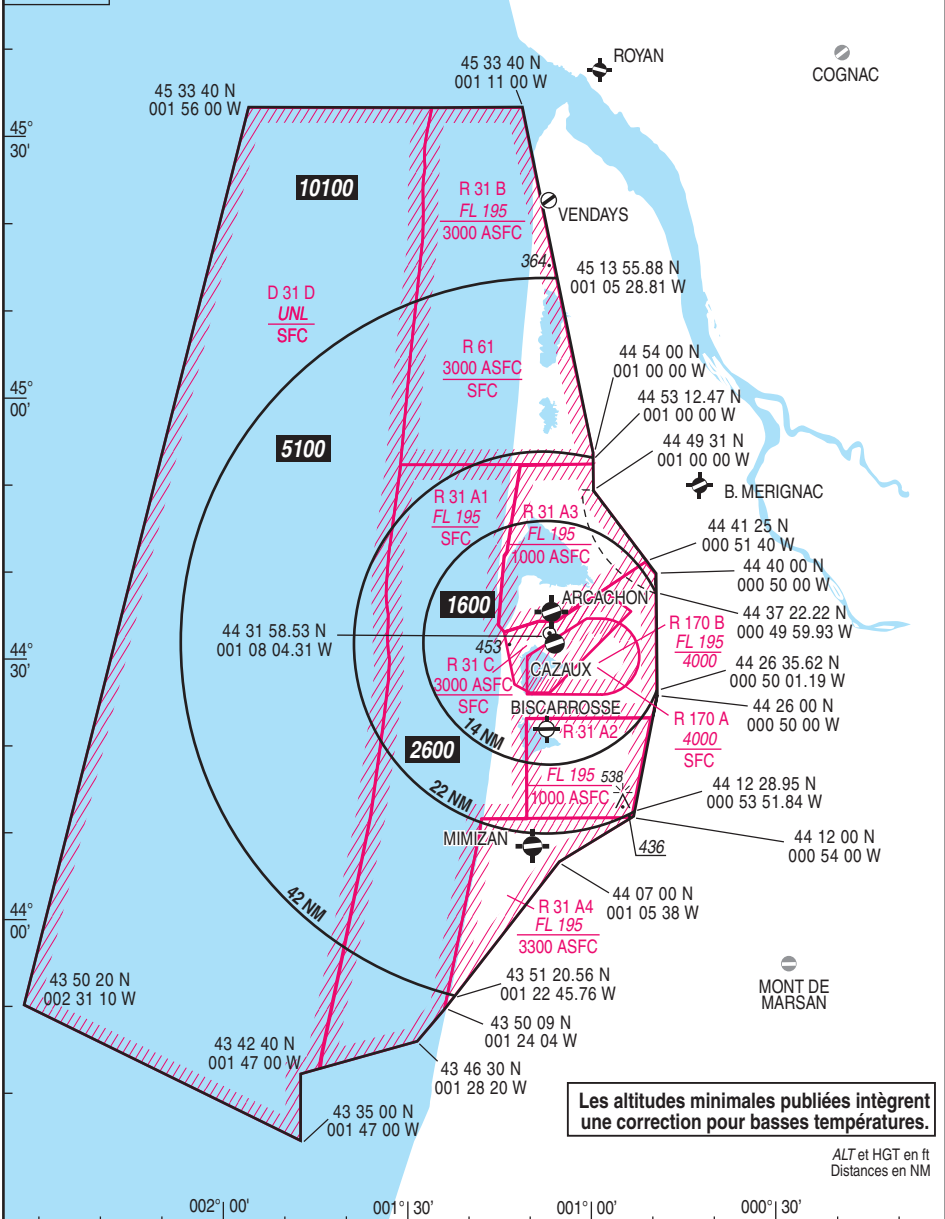 ROYAN
COGNAC
45 33 40 N
001 11 00 W
45 33 40 N
001 56 00 W
45°
30'
10100
R 31 B
FL 195
3000 ASFC
VENDAYS
364
45 13 55.88 N
001 05 28.81 W
D 31 D
UNL
SFC
R 61
3000 ASFC
SFC
44 54 00 N
001 00 00 W
45°
00'
44 53 12.47 N
001 00 00 W
5100
44 49 31 N
001 00 00 W
B. MERIGNAC
R 31 A1
FL 195
SFC
R 31 A3
FL 195
1000 ASFC
44 41 25 N
000 51 40 W
44 40 00 N
000 50 00 W
1600
ARCACHON
44 37 22.22 N
000 49 59.93 W
44 31 58.53 N
001 08 04.31 W
R 170 B
FL 195
4000
453
44°
30'
CAZAUX
R 31 C
3000 ASFC
SFC
44 26 35.62 N
000 50 01.19 W
44 26 00 N
000 50 00 W
BISCARROSSE
R 31 A2
FL 195
1000 ASFC
538
R 170 A
4000
SFC
14 NM
2600
22 NM
44 12 28.95 N
000 53 51.84 W
MIMIZAN
436
44 12 00 N
000 54 00 W
44 07 00 N
001 05 38 W
42 NM
R 31 A4
FL 195
3300 ASFC
44°
00'
43 50 20 N
002 31 10 W
43 51 20.56 N
001 22 45.76 W
MONT DE
MARSAN
43 50 09 N
001 24 04 W
43 42 40 N
001 47 00 W
43 46 30 N
001 28 20 W
43 35 00 N
001 47 00 W
Les altitudes minimales publiées intègrent
une correction pour basses températures.
ALT et HGT en ft
Distances en NM
002° 00'
001° 30'
001° 00'
000° 30'